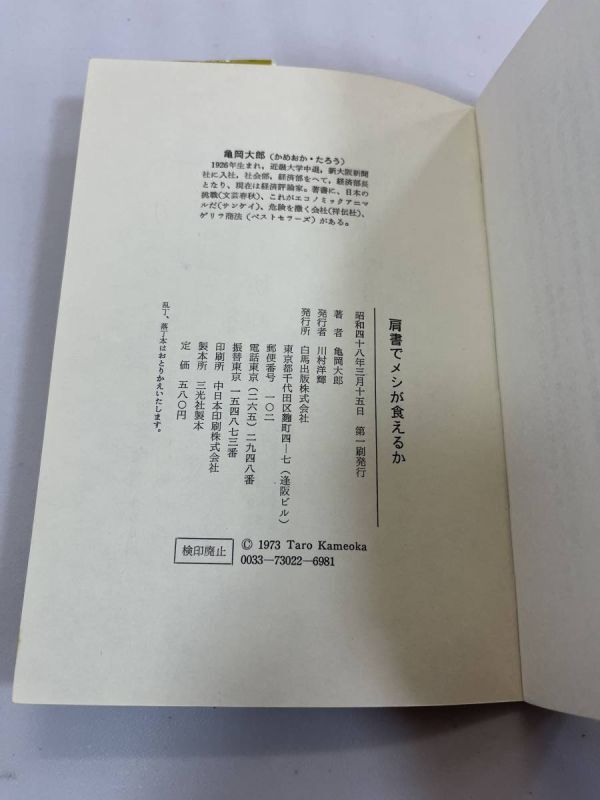 亀岡大郎(かめおか・たろう)
1926年生まれ，近畿大学中退，新大阪新聞
社に入社，社会部，経済部をへて，経済部長
となり，現在は経済評論家。著書に，日本の
挑戦(文芸春秋)，これがエコノミックアニマ
ルだ(サンケイ)，危険を激く会社(祥伝社)，
ゲリラ商法(ベストセラーズ)がある。
肩書でメシが食えるか
昭和四十八年三月十五日 第一刷発行
著者 亀岡大郎
発行者 川村洋輝
発行所 白馬出版株式会社
東京都千代田区麴町四―七(逢阪ビル)
郵便番号 一〇二
電話東京(二六五)二九四八番
振替東京 一五四八七三番
印刷所 中日本印刷株式会社
製本所 三光社製本
定価 五八〇円
乱丁、落丁本はおとりかえいたします。
検印廃止
© 1973 Taro Kameoka
0033―73022―6981